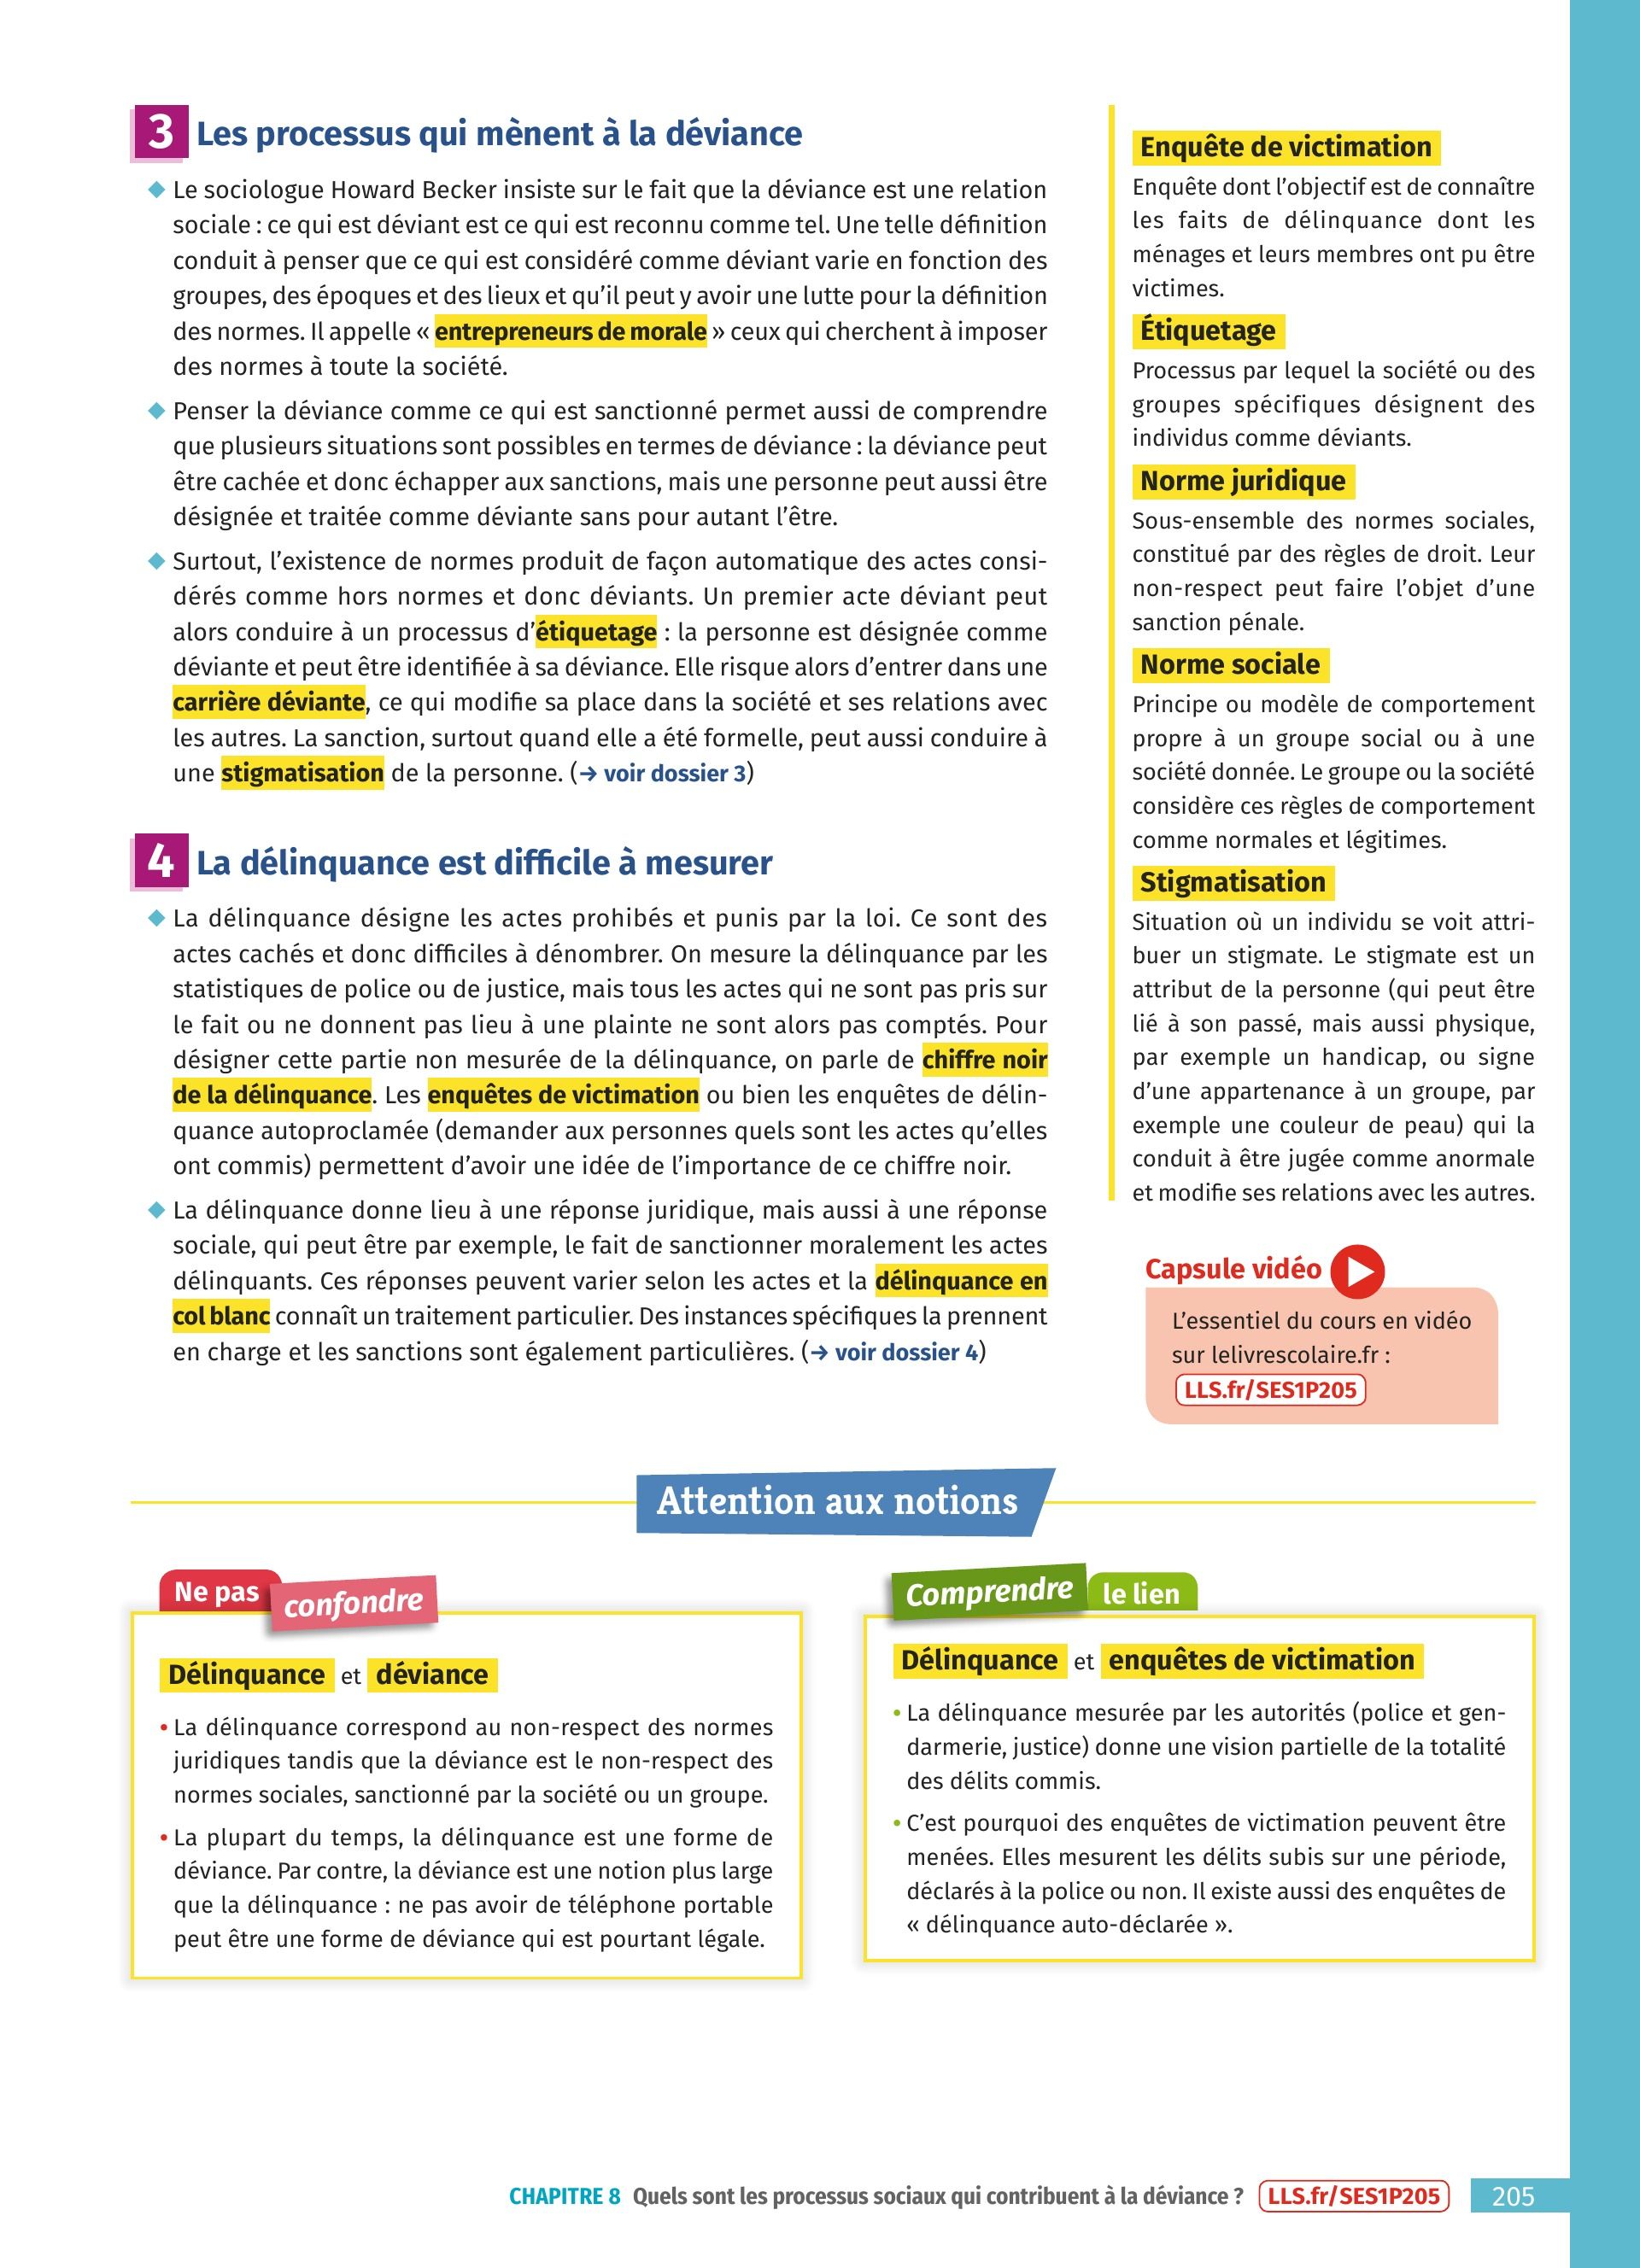 3 Les processus qui mènent à la déviance
◆ Le sociologue Howard Becker insiste sur le fait que la déviance est une relation
sociale : ce qui est déviant est ce qui est reconnu comme tel. Une telle définition
conduit à penser que ce qui est considéré comme déviant varie en fonction des
groupes, des époques et des lieux et qu’il peut y avoir une lutte pour la définition
des normes. Il appelle « entrepreneurs de morale » ceux qui cherchent à imposer
des normes à toute la société.
◆ Penser la déviance comme ce qui est sanctionné permet aussi de comprendre
que plusieurs situations sont possibles en termes de déviance : la déviance peut
être cachée et donc échapper aux sanctions, mais une personne peut aussi être
désignée et traitée comme déviante sans pour autant l’être.
◆ Surtout, l’existence de normes produit de façon automatique des actes consi-
dérés comme hors normes et donc déviants. Un premier acte déviant peut
alors conduire à un processus d’étiquetage : la personne est désignée comme
déviante et peut être identifiée à sa déviance. Elle risque alors d’entrer dans une
carrière déviante, ce qui modifie sa place dans la société et ses relations avec
les autres. La sanction, surtout quand elle a été formelle, peut aussi conduire à
une stigmatisation de la personne. (→ voir dossier 3)
4 La délinquance est difficile à mesurer
◆ La délinquance désigne les actes prohibés et punis par la loi. Ce sont des
actes cachés et donc difficiles à dénombrer. On mesure la délinquance par les
statistiques de police ou de justice, mais tous les actes qui ne sont pas pris sur
le fait ou ne donnent pas lieu à une plainte ne sont alors pas comptés. Pour
désigner cette partie non mesurée de la délinquance, on parle de chiffre noir
de la délinquance. Les enquêtes de victimation ou bien les enquêtes de délin-
quance autoproclamée (demander aux personnes quels sont les actes qu’elles
ont commis) permettent d’avoir une idée de l’importance de ce chiffre noir.
◆ La délinquance donne lieu à une réponse juridique, mais aussi à une réponse
sociale, qui peut être par exemple, le fait de sanctionner moralement les actes
délinquants. Ces réponses peuvent varier selon les actes et la délinquance en
col blanc connaît un traitement particulier. Des instances spécifiques la prennent
en charge et les sanctions sont également particulières. (→ voir dossier 4)
Enquête de victimation
Enquête dont l’objectif est de connaître
les faits de délinquance dont les
ménages et leurs membres ont pu être
victimes.
Étiquetage
Processus par lequel la société ou des
groupes spécifiques désignent des
individus comme déviants.
Norme juridique
Sous-ensemble des normes sociales,
constitué par des règles de droit. Leur
non-respect peut faire l’objet d’une
sanction pénale.
Norme sociale
Principe ou modèle de comportement
propre à un groupe social ou à une
société donnée. Le groupe ou la société
considère ces règles de comportement
comme normales et légitimes.
Stigmatisation
Situation où un individu se voit attri-
buer un stigmate. Le stigmate est un
attribut de la personne (qui peut être
lié à son passé, mais aussi physique,
par exemple un handicap, ou signe
d’une appartenance à un groupe, par
exemple une couleur de peau) qui la
conduit à être jugée comme anormale
et modifie ses relations avec les autres.
Capsule vidéo
L’essentiel du cours en vidéo
sur lelivrescolaire.fr :
LLS.fr/SES1P205
Attention aux notions
Ne pas confondre
Délinquance et déviance
• La délinquance correspond au non-respect des normes
juridiques tandis que la déviance est le non-respect des
normes sociales, sanctionné par la société ou un groupe.
• La plupart du temps, la délinquance est une forme de
déviance. Par contre, la déviance est une notion plus large
que la délinquance : ne pas avoir de téléphone portable
peut être une forme de déviance qui est pourtant légale.
Comprendre le lien
Délinquance et enquêtes de victimation
• La délinquance mesurée par les autorités (police et gen-
darmerie, justice) donne une vision partielle de la totalité
des délits commis.
• C’est pourquoi des enquêtes de victimation peuvent être
menées. Elles mesurent les délits subis sur une période,
déclarés à la police ou non. Il existe aussi des enquêtes de
« délinquance auto-déclarée ».
CHAPITRE 8 Quels sont les processus sociaux qui contribuent à la déviance ? LLS.fr/SES1P205 205